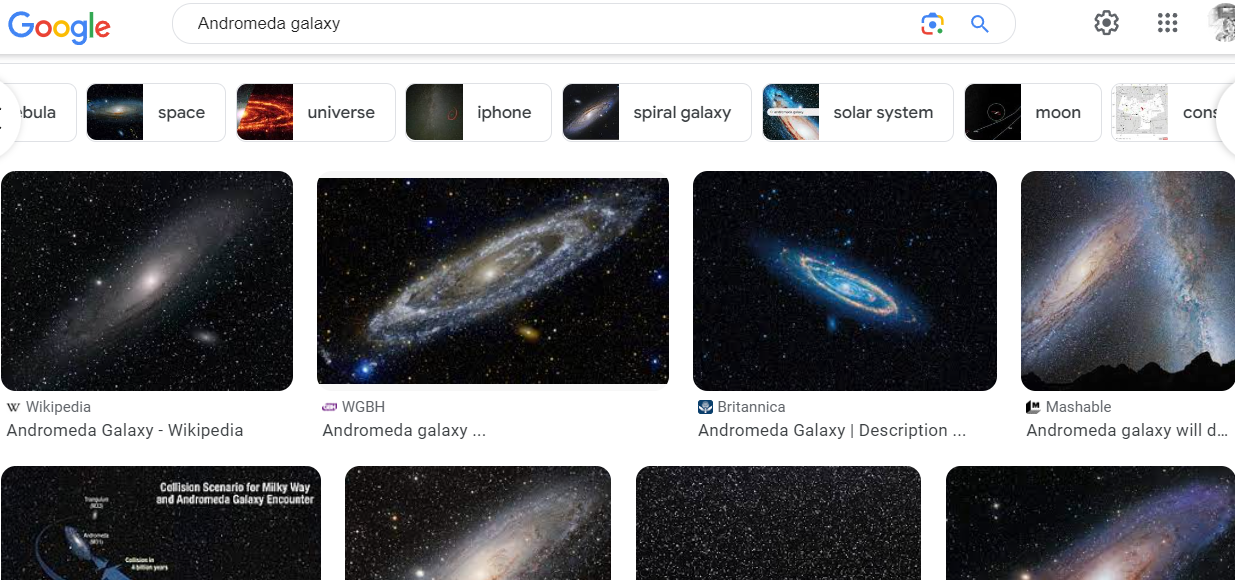 Google
Andromeda galaxy
ebula
space
universe
iphone
spiral galaxy
solar system
moon
cons
W Wikipedia
Andromeda Galaxy - Wikipedia
WGBH
Andromeda galaxy ...
Britannica
Andromeda Galaxy | Description ...
Mashable
Andromeda galaxy will d...
Collision Scenario for Milky Way
and Andromeda Galaxy Encounter
Triangulum
(M33)
Andromeda
(M31)
Collision in
4 billion years